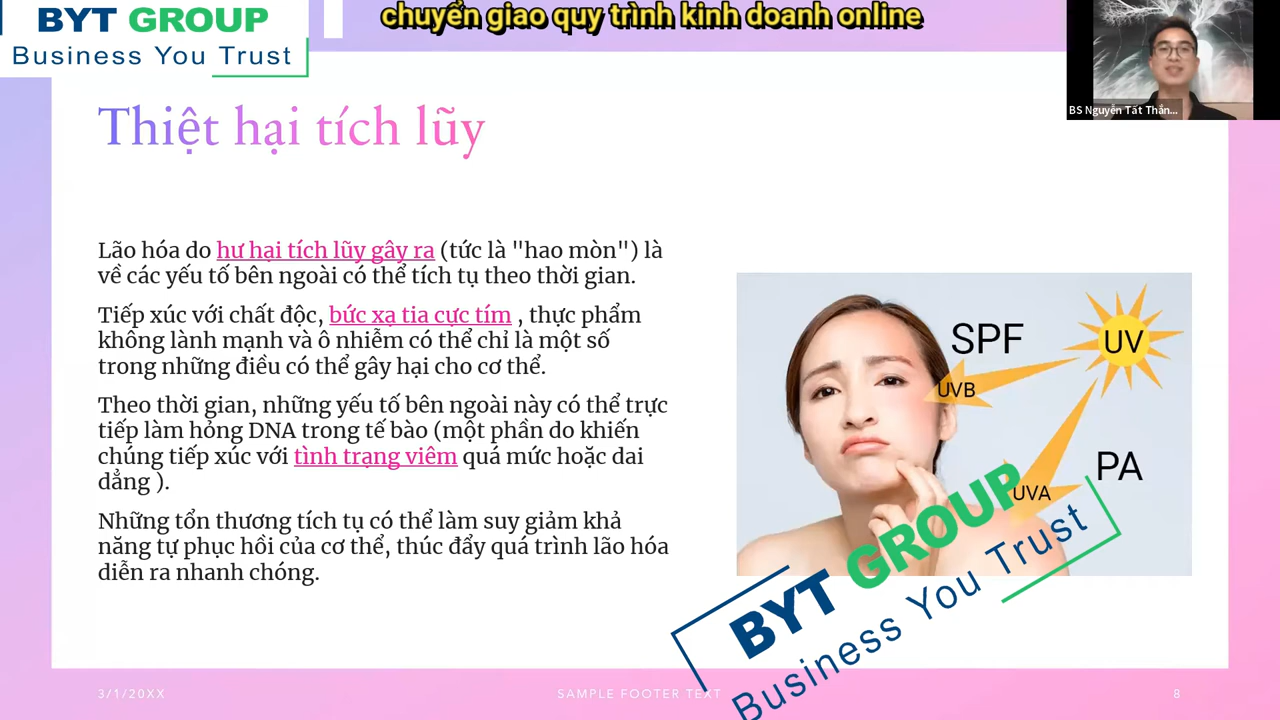 BYT GROUP
Business You Trust
chuyển giao quy trình kinh doanh online
BS Nguyễn Tất Thắn...
Thiệt hại tích lũy
Lão hóa do hư hại tích lũy gây ra (tức là "hao mòn") là
về các yếu tố bên ngoài có thể tích tụ theo thời gian.
Tiếp xúc với chất độc, bức xạ tia cực tím , thực phẩm
không lành mạnh và ô nhiễm có thể chỉ là một số
trong những điều có thể gây hại cho cơ thể.
Theo thời gian, những yếu tố bên ngoài này có thể trực
tiếp làm hỏng DNA trong tế bào (một phần do khiến
chúng tiếp xúc với tình trạng viêm quá mức hoặc dai
dẳng ).
Những tổn thương tích tụ có thể làm suy giảm khả
năng tự phục hồi của cơ thể, thúc đẩy quá trình lão hóa
diễn ra nhanh chóng.
SPF
UV
UVB
PA
UVA
BYT GROUP
Business You Trust
3/1/20XX
SAMPLE FOOTER TEXT
8